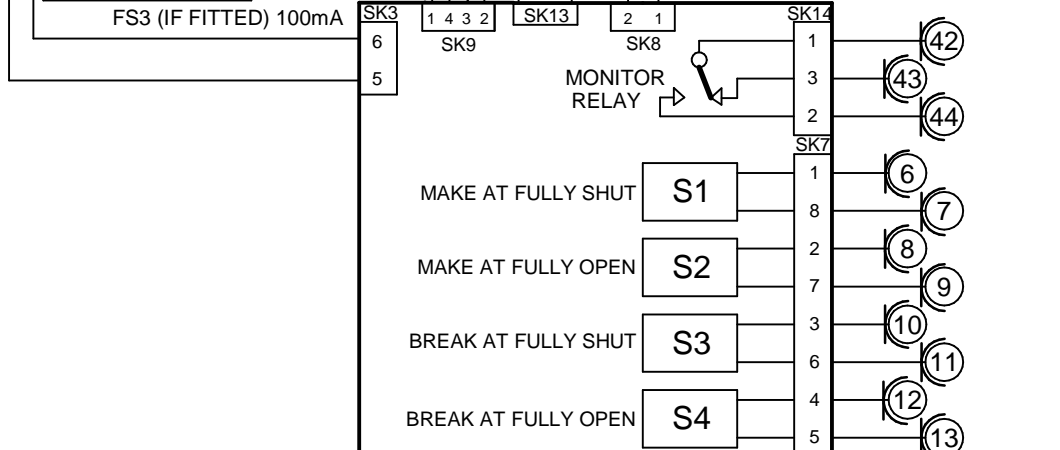 FS3 (IF FITTED) 100mA
SK3
6
5
1 4 3 2
SK9
SK13
2 1
SK8
SK14
1
3
2
42
43
44
MONITOR
RELAY
SK7
MAKE AT FULLY SHUT
S1
1
8
6
7
MAKE AT FULLY OPEN
S2
2
7
8
9
BREAK AT FULLY SHUT
S3
3
6
10
11
BREAK AT FULLY OPEN
S4
4
5
12
13